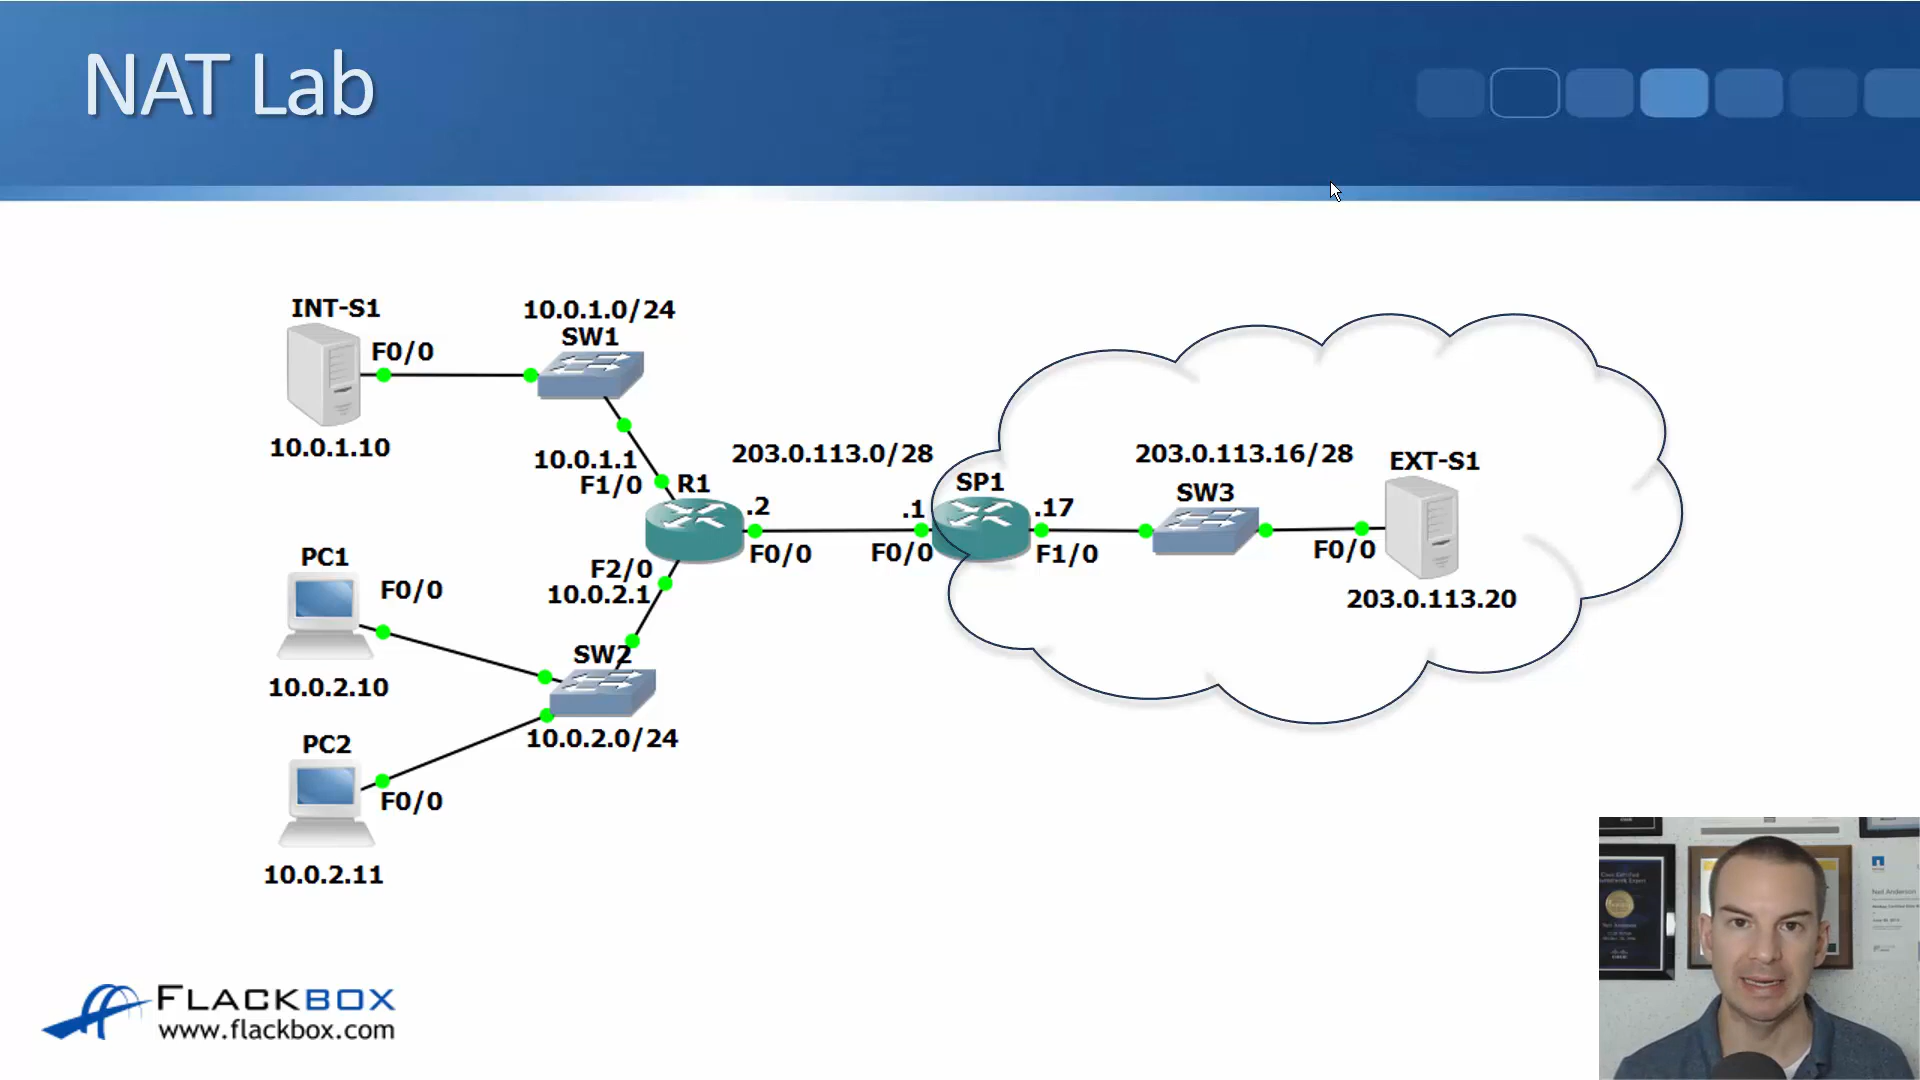 NAT Lab
INT-S1
F0/0
10.0.1.10
10.0.1.0/24
SW1
10.0.1.1
F1/0
R1
203.0.113.0/28
.2
F0/0
.1
F0/0
SP1
.17
F1/0
203.0.113.16/28
SW3
EXT-S1
F0/0
203.0.113.20
PC1
F0/0
10.0.2.10
F2/0
10.0.2.1
SW2
10.0.2.0/24
PC2
F0/0
10.0.2.11
FLACKBOX
www.flackbox.com
Neil Anderson